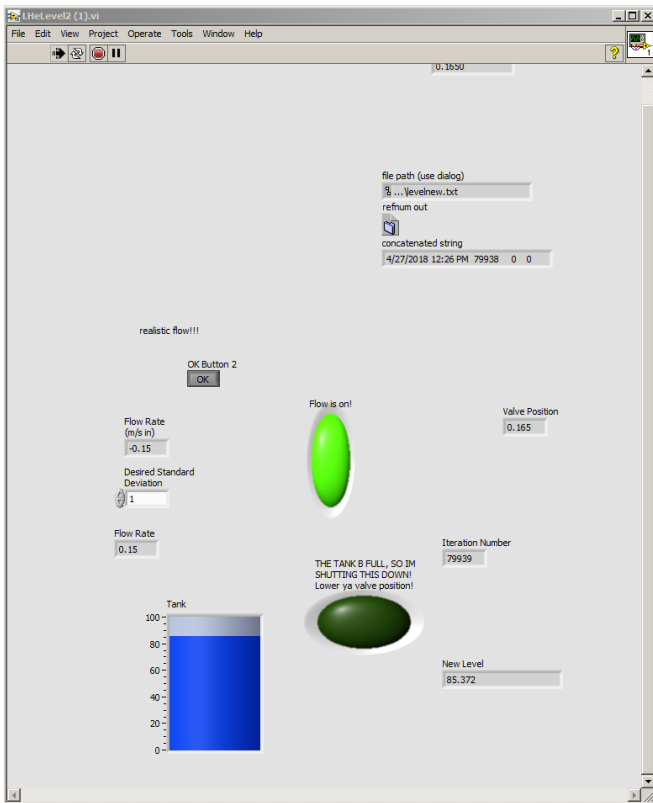 LHeLevel2 (1).vi
File Edit View Project Operate Tools Window Help
1
0.1650
file path (use dialog)
...\levelnew.txt
refnum out
concatenated string
4/27/2018 12:26 PM 79938 0 0
realistic flow!!!
OK Button 2
OK
Flow is on!
Valve Position
0.165
Flow Rate
(m/s in)
-0.15
Desired Standard
Deviation
1
Flow Rate
0.15
Iteration Number
79939
THE TANK B FULL, SO IM
SHUTTING THIS DOWN!
Lower ya valve position!
Tank
100
80
60
40
20
0
New Level
85.372